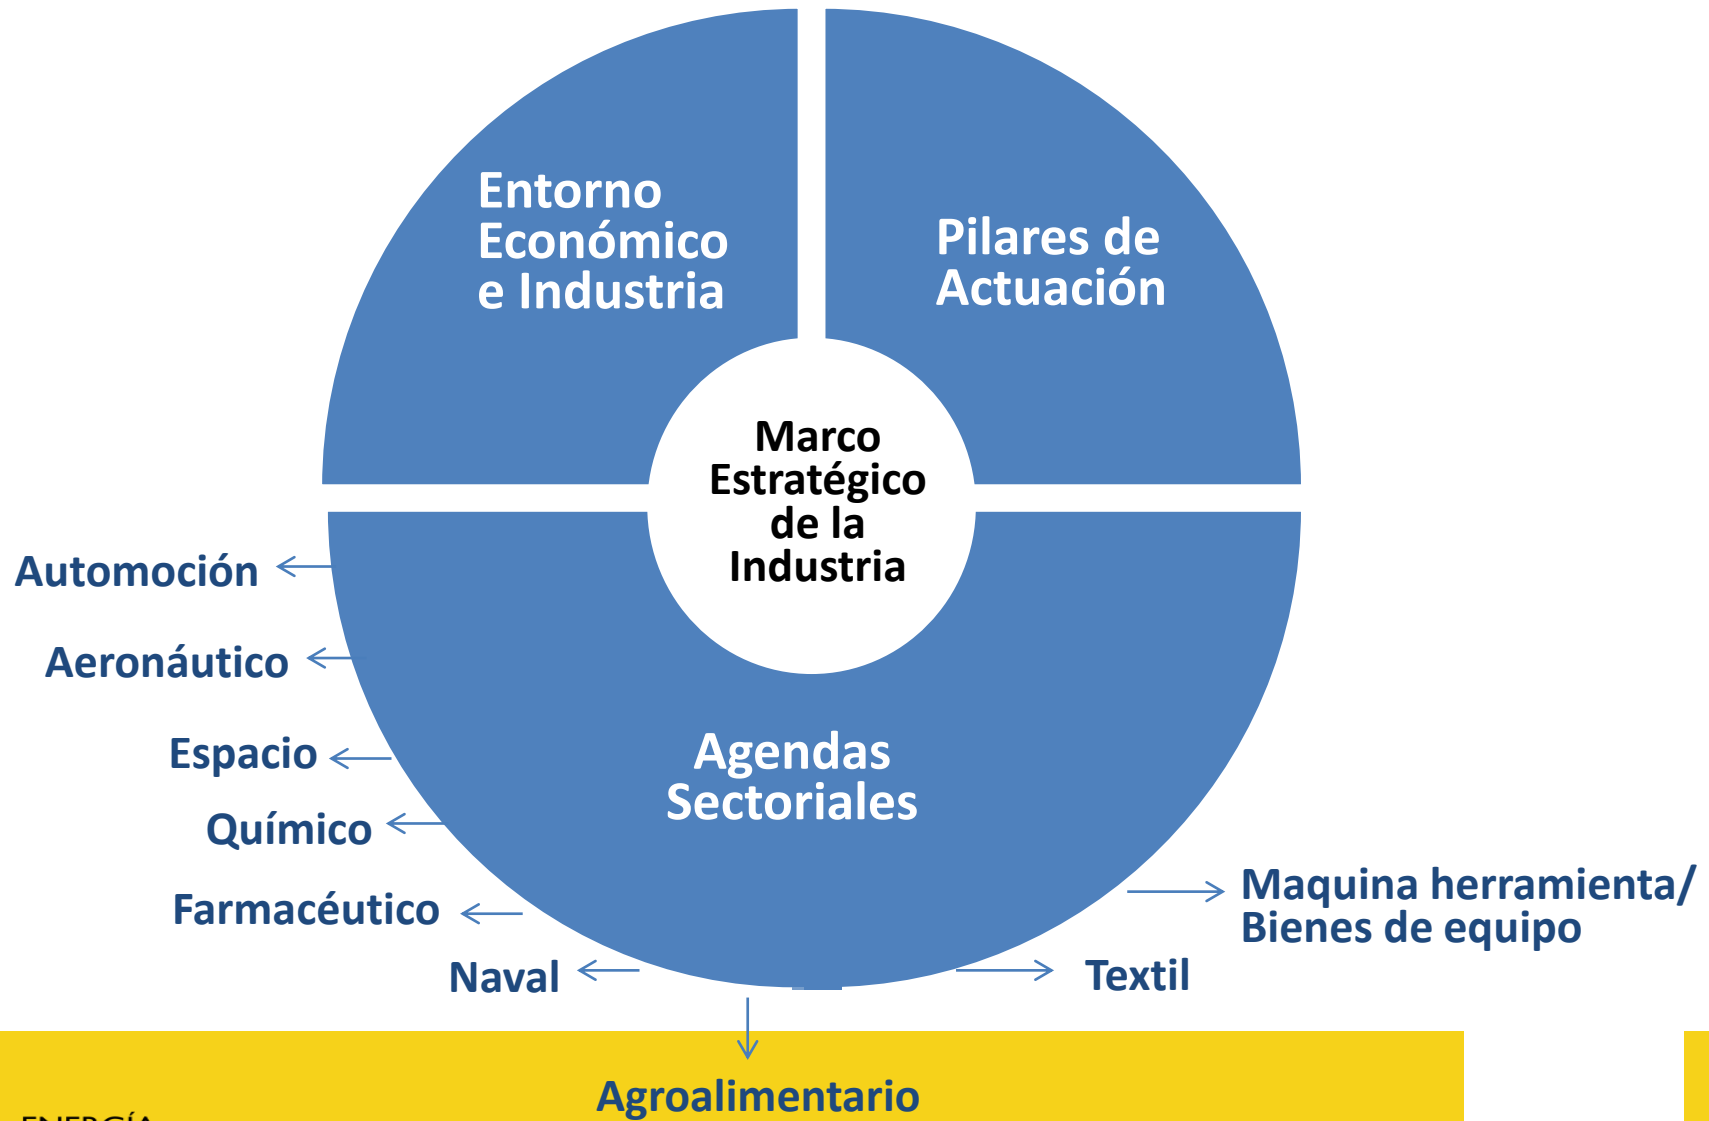 Entorno
Económico
e Industria
Pilares de
Actuación
Marco
Estratégico
de la
Industria
Automoción
Aeronáutico
Espacio
Químico
Farmacéutico
Naval
Agendas
Sectoriales
Maquina herramienta/
Bienes de equipo
Textil
Agroalimentario
ENERGÍA